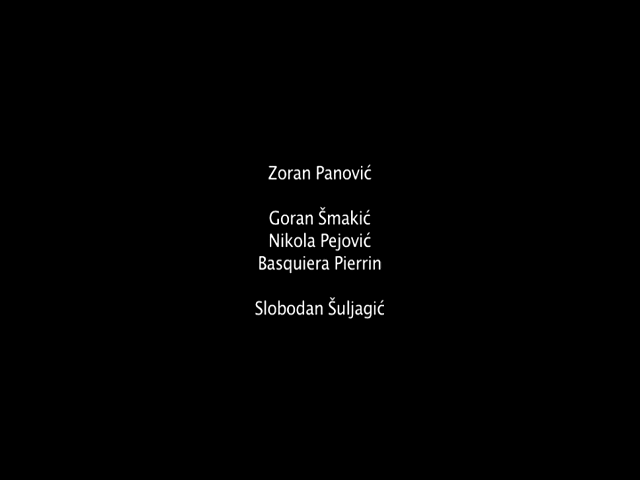 Zoran Panović
Goran Šmakić
Nikola Pejović
Basquiera Pierrin
Slobodan Šuljagić